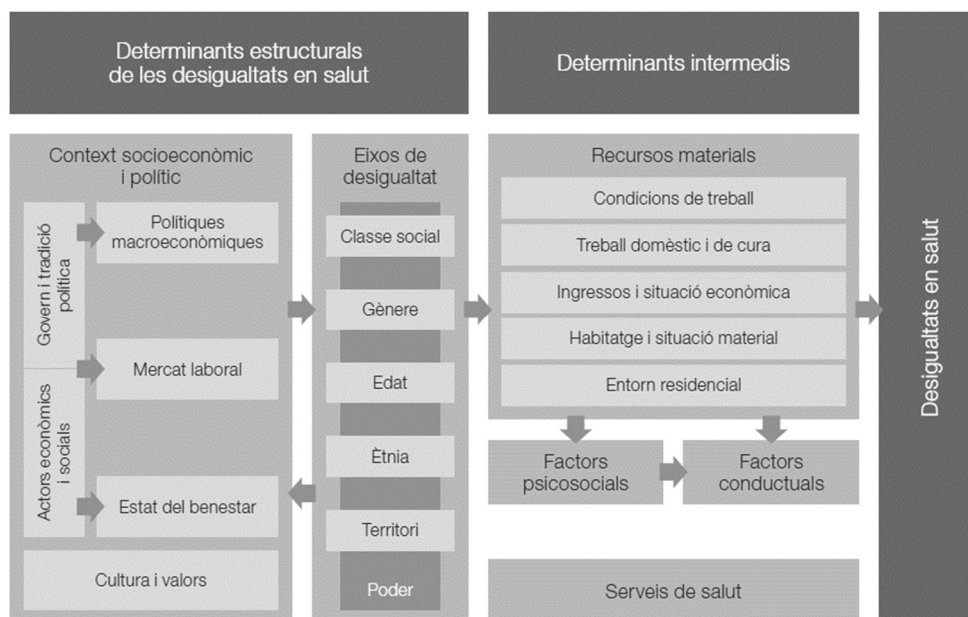 Determinants estructurals
de les desigualtats en salut
Determinants intermedis
Desigualtats en salut
Context socioeconòmic
i polític
Govern i tradició
política
Actors econòmics
i socials
Polítiques
macroeconòmiques
Mercat laboral
Estat del benestar
Cultura i valors
Eixos de
desigualtat
Classe social
Gènere
Edat
Ètnia
Territori
Poder
Recursos materials
Condicions de treball
Treball domèstic i de cura
Ingressos i situació econòmica
Habitatge i situació material
Entorn residencial
Factors
psicosocials
Factors
conductuals
Serveis de salut